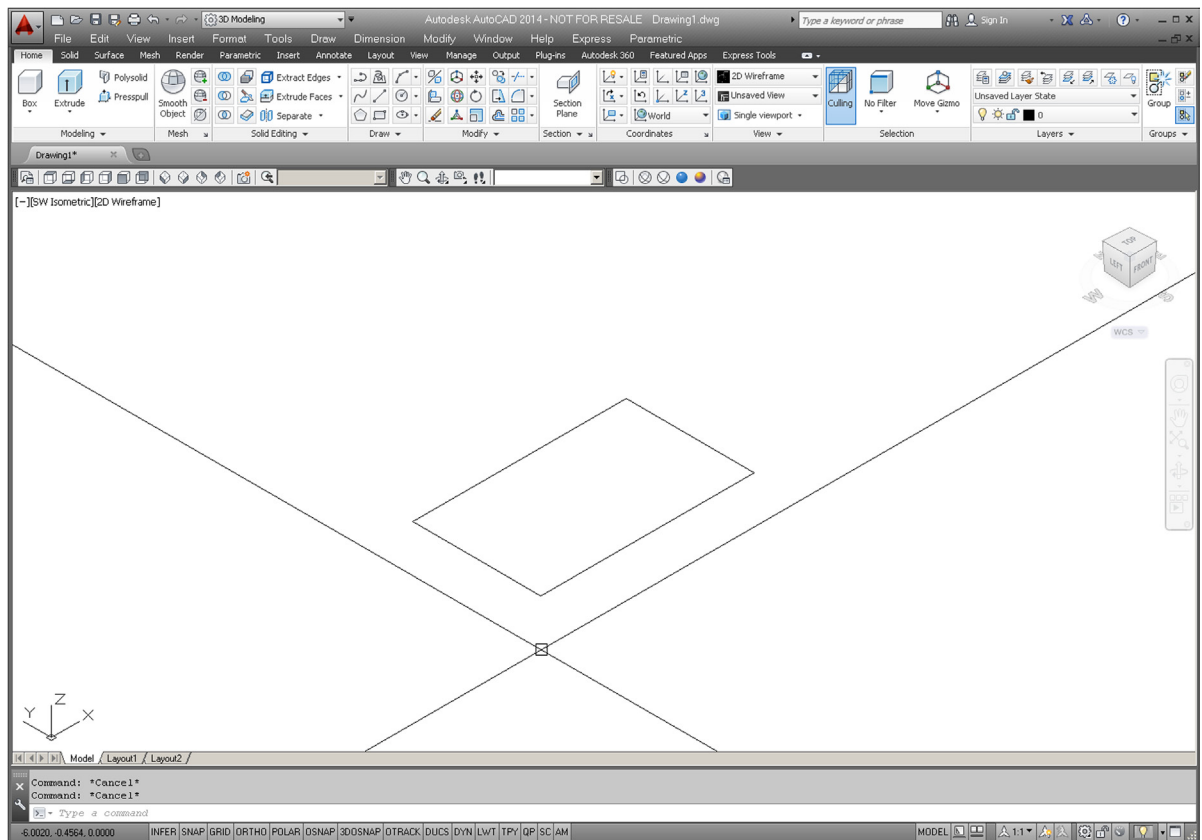 3D Modeling Autodesk AutoCAD 2014 - NOT FOR RESALE Drawing1.dwg Type a keyword or phrase Sign In
File Edit View Insert Format Tools Draw Dimension Modify Window Help Express Parametric
Home Solid Surface Mesh Render Parametric Insert Annotate Layout View Manage Output Plug-ins Autodesk 360 Featured Apps Express Tools
Polysolid Extract Edges 2D Wireframe
Presspull Extrude Faces Unsaved View Unsaved Layer State
Box Extrude Smooth Object Separate Section Plane World Single viewport Culling No Filter Move Gizmo 0 Group
Modeling Mesh Solid Editing Draw Modify Section Coordinates View Selection Layers Groups
Drawing1*
[-][SW Isometric][2D Wireframe]
TOP
LEFT FRONT
W S
WCS
Z
Y X
Model Layout1 Layout2
Command: *Cancel*
Command: *Cancel*
Type a command
-6.0020, -0.4564, 0.0000 INFER SNAP GRID ORTHO POLAR OSNAP 3DOSNAP OTRACK DUCS DYN LWT TPY QP SC AM MODEL 1:1